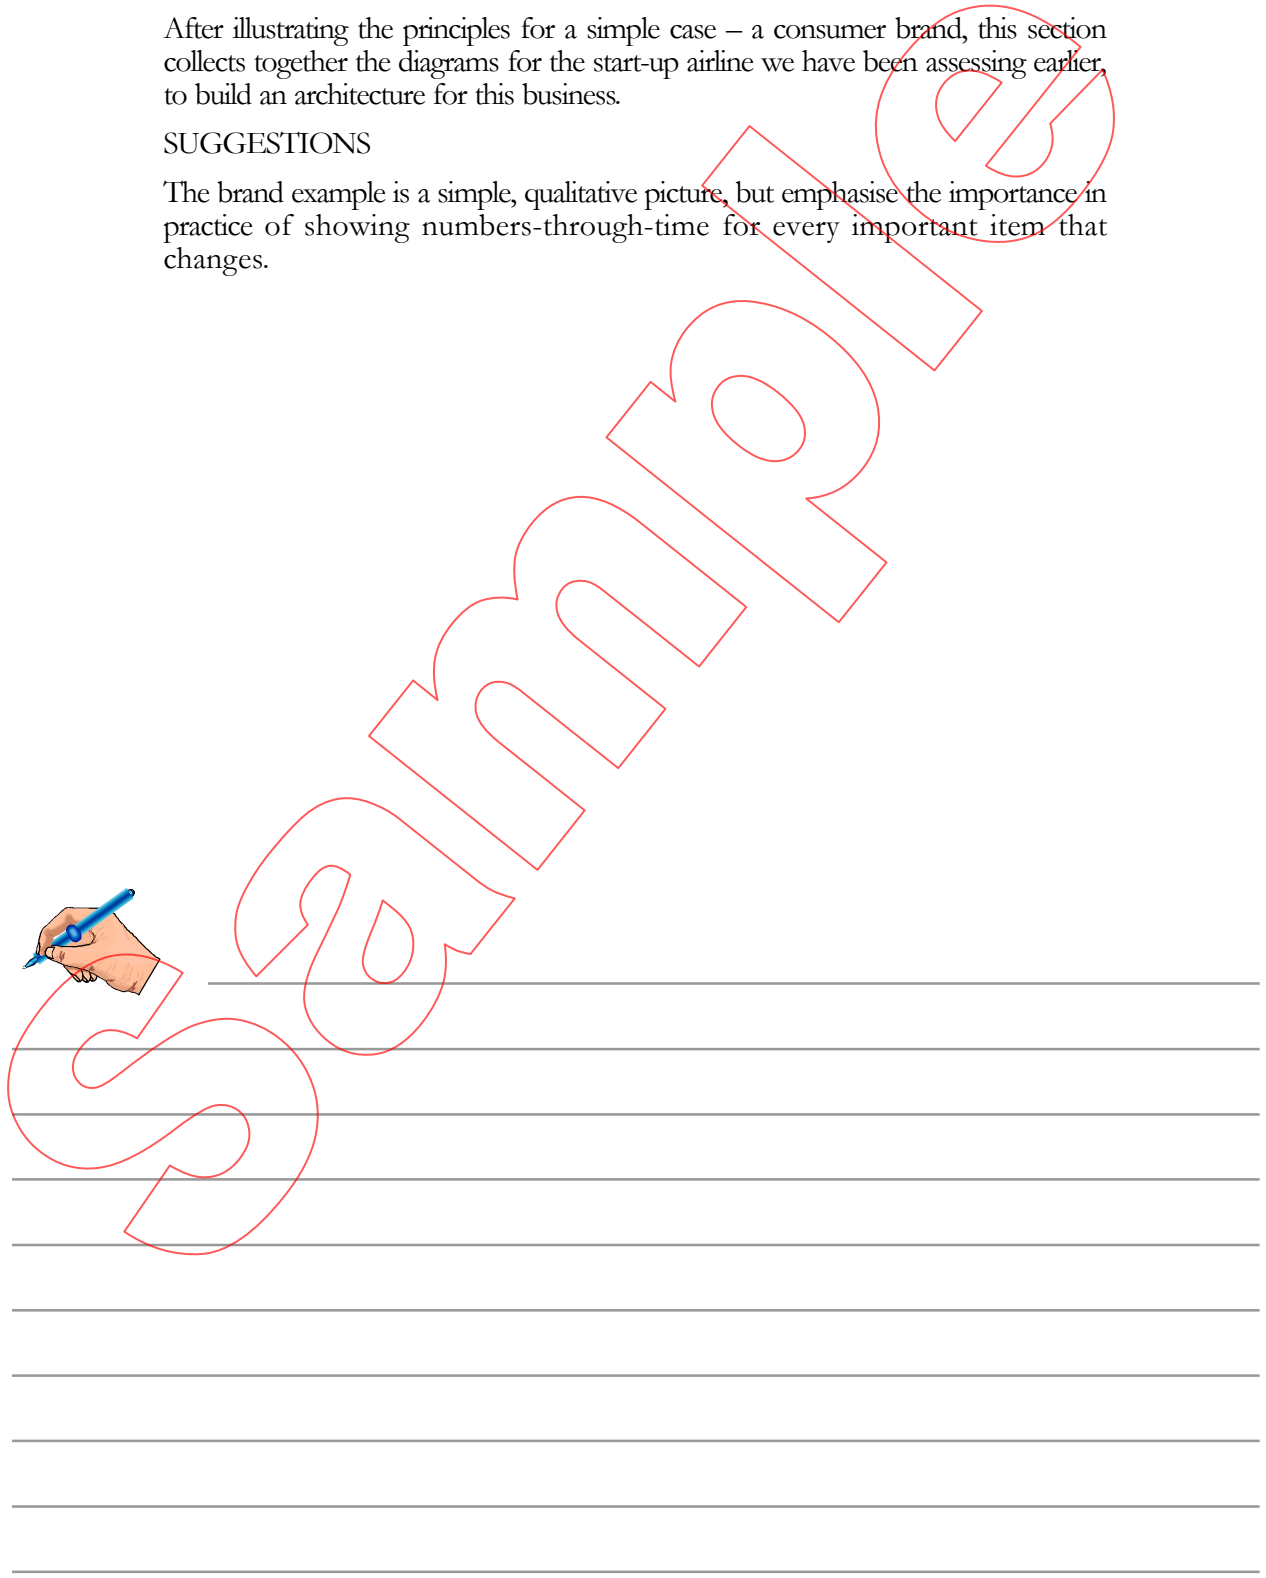 After illustrating the principles for a simple case – a consumer brand, this section
collects together the diagrams for the start-up airline we have been assessing earlier,
to build an architecture for this business.
SUGGESTIONS
The brand example is a simple, qualitative picture, but emphasise the importance in
practice of showing numbers-through-time for every important item that
changes.
Sample